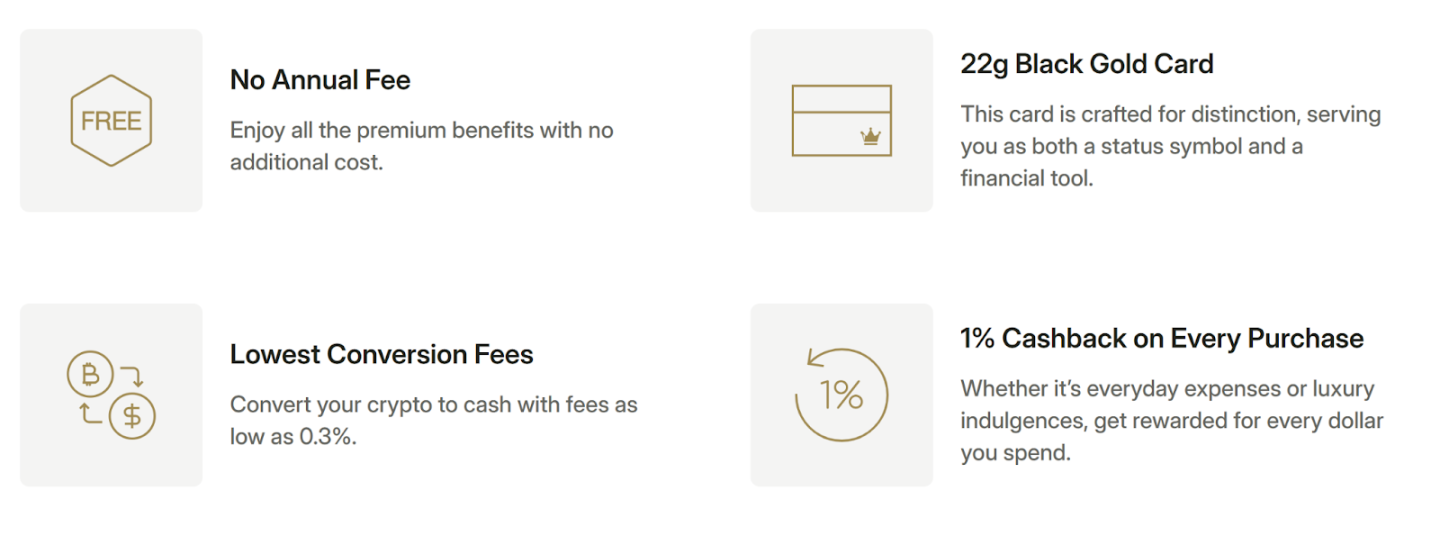 FREE
No Annual Fee
Enjoy all the premium benefits with no
additional cost.
22g Black Gold Card
This card is crafted for distinction, serving
you as both a status symbol and a
financial tool.
Lowest Conversion Fees
Convert your crypto to cash with fees as
low as 0.3%.
1%
1% Cashback on Every Purchase
Whether it’s everyday expenses or luxury
indulgences, get rewarded for every dollar
you spend.